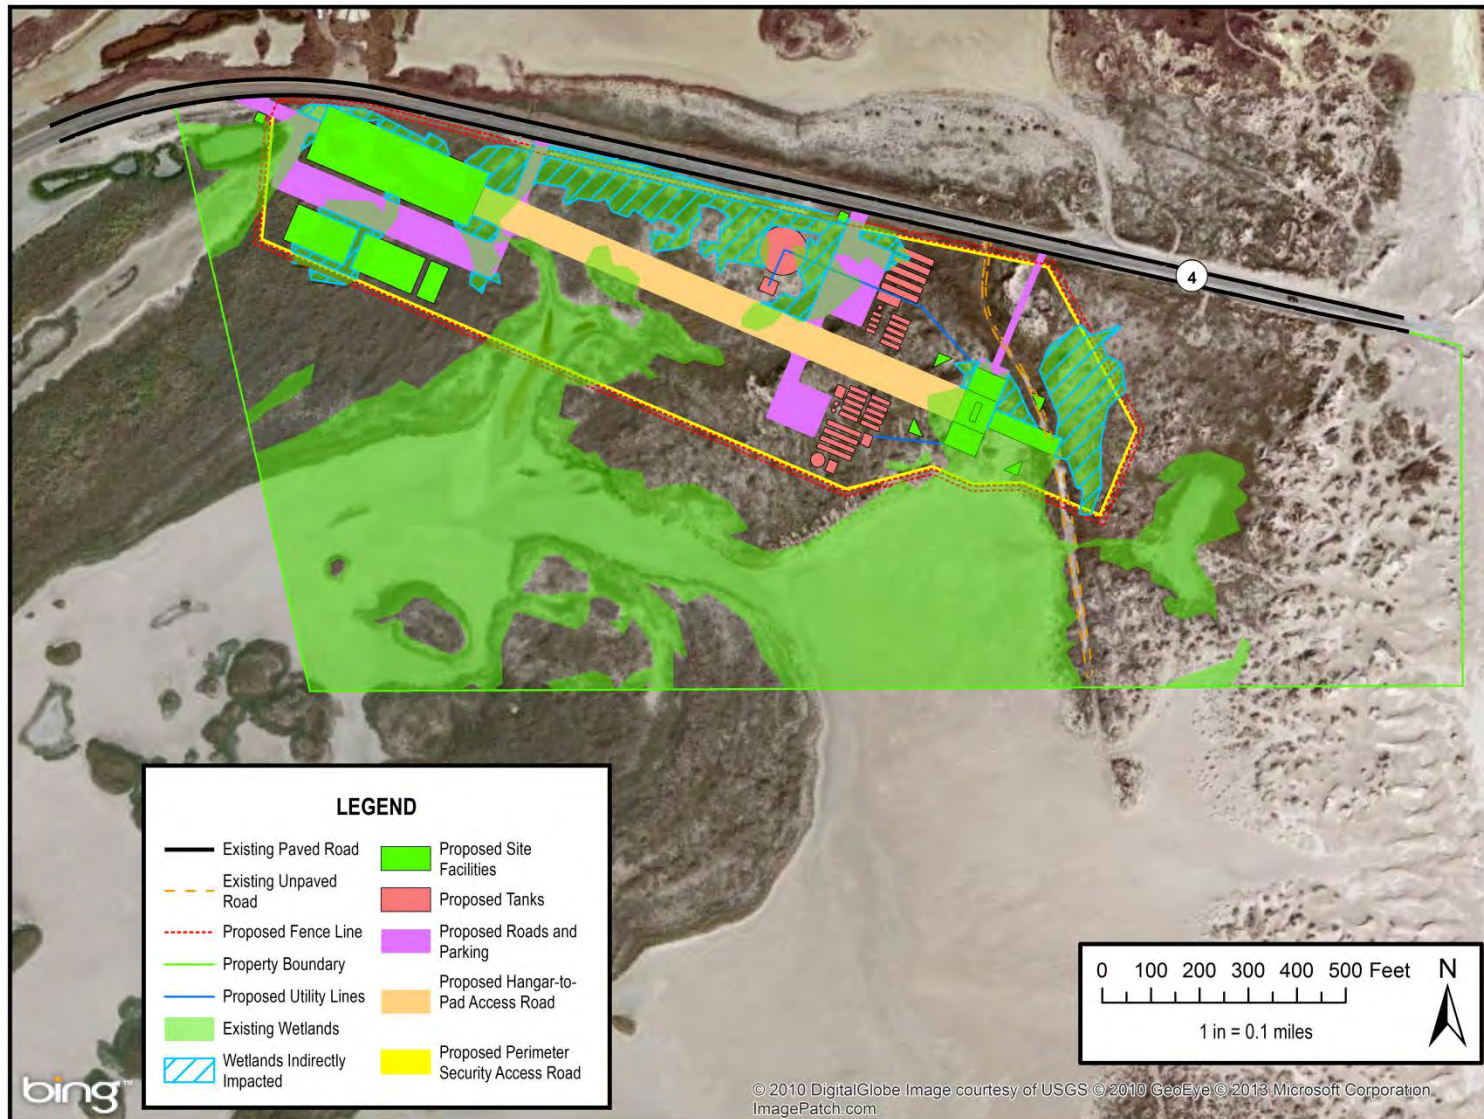 4
LEGEND
Existing Paved Road
Existing Unpaved
Road
Proposed Fence Line
Property Boundary
Proposed Utility Lines
Existing Wetlands
Wetlands Indirectly
Impacted
Proposed Site
Facilities
Proposed Tanks
Proposed Roads and
Parking
Proposed Hangar-to-
Pad Access Road
Proposed Perimeter
Security Access Road
0 100 200 300 400 500 Feet
N
1 in = 0.1 miles
bing™
© 2010 DigitalGlobe Image courtesy of USGS © 2010 GeoEye © 2013 Microsoft Corporation
ImagePatch.com